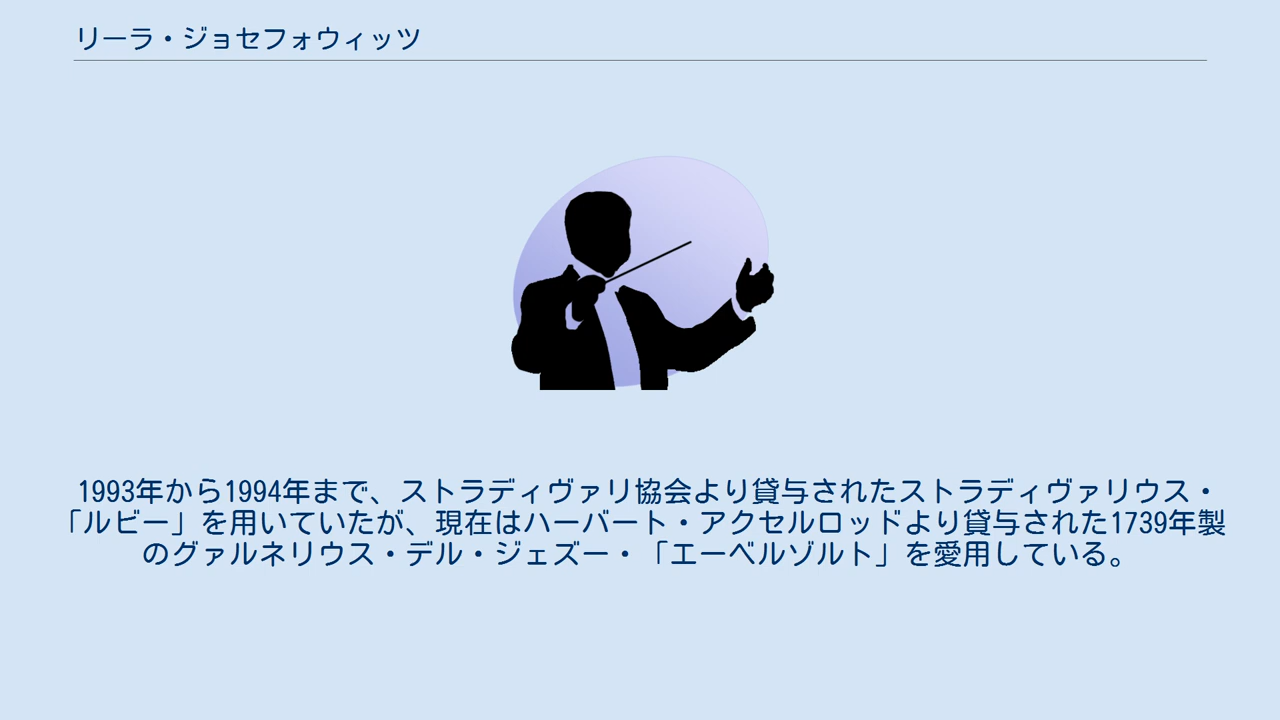 リーラ・ジョセフォウィッツ
1993年から1994年まで、ストラディヴァリ協会より貸与されたストラディヴァリウス・
「ルビー」を用いていたが、現在はハーバート・アクセルロッドより貸与された1739年製
のグァルネリウス・デル・ジェズー・「エーベルゾルト」を愛用している。